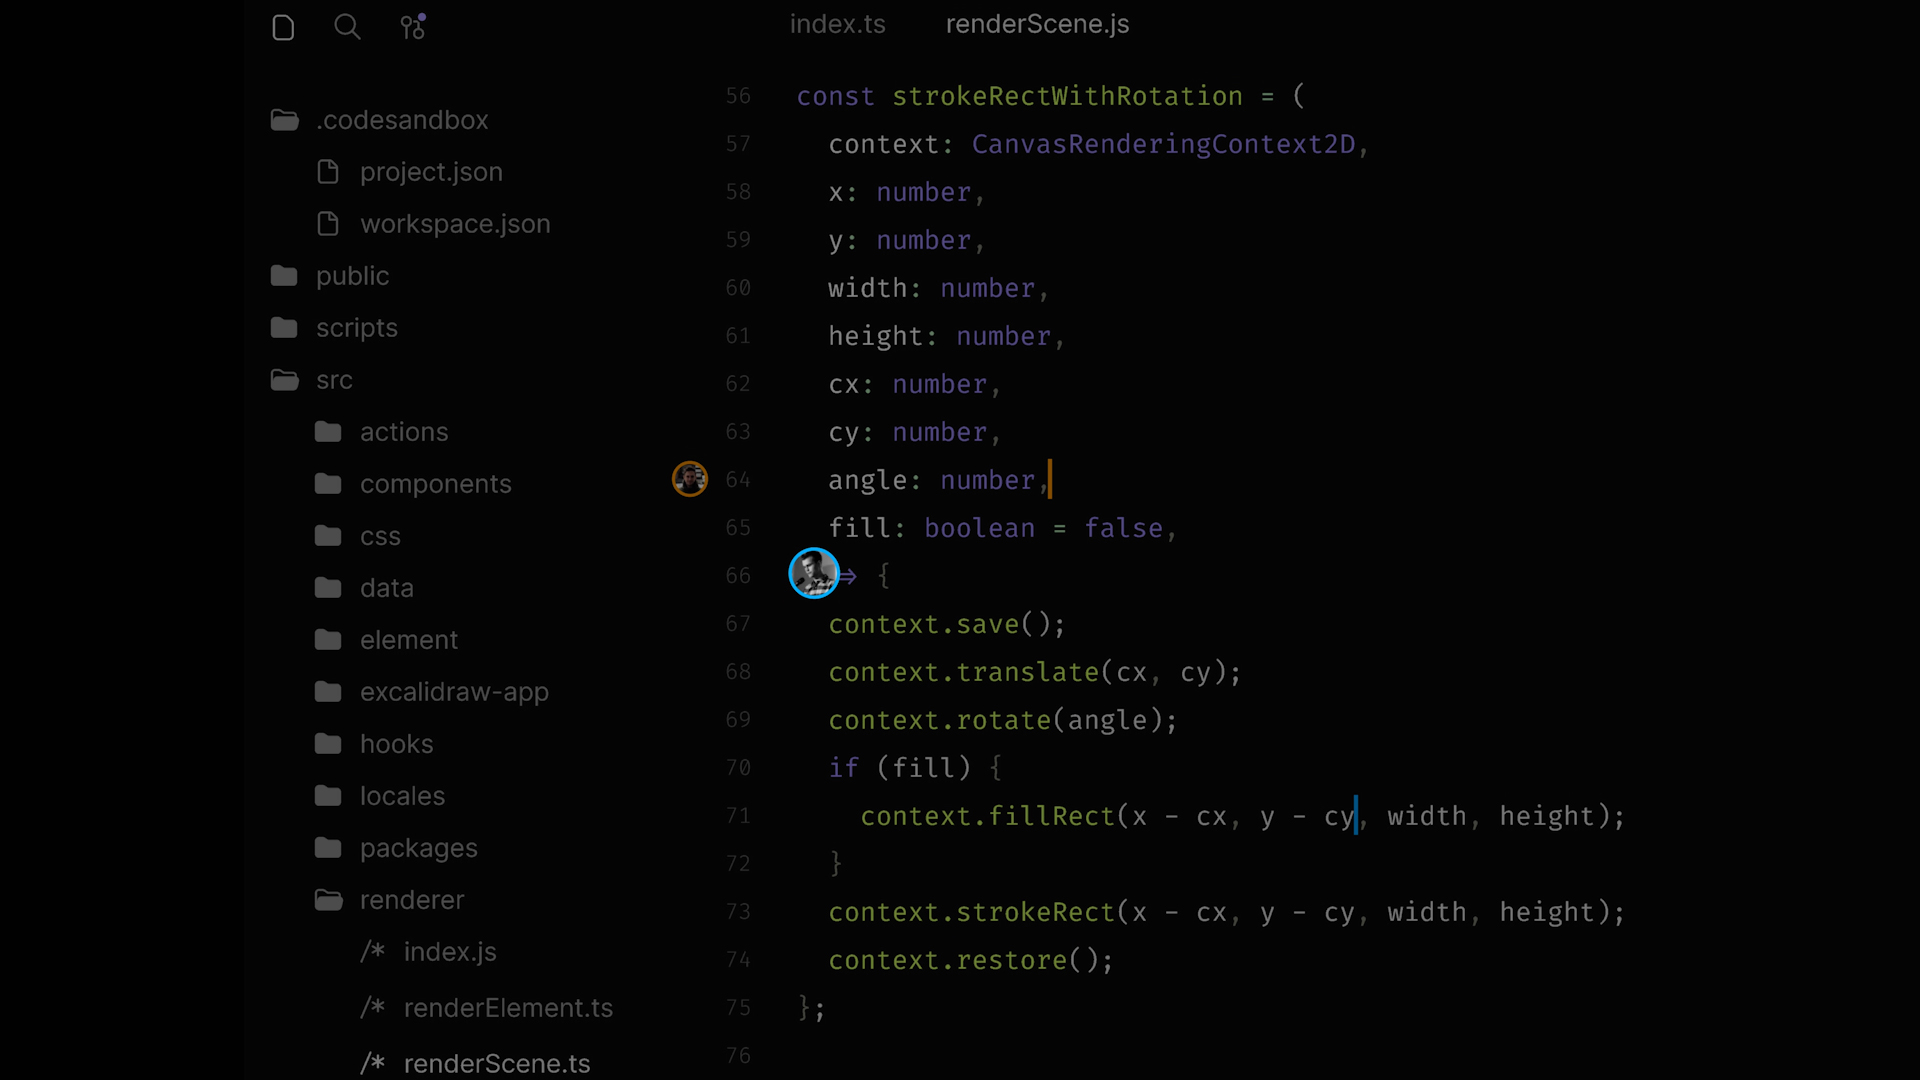 index.ts renderScene.js
.codesandbox
project.json
workspace.json
public
scripts
src
actions
components
css
data
element
excalidraw-app
hooks
locales
packages
renderer
/* index.js
/* renderElement.ts
/* renderScene.ts
56 const strokeRectWithRotation = (
57 context: CanvasRenderingContext2D,
58 x: number,
59 y: number,
60 width: number,
61 height: number,
62 cx: number,
63 cy: number,
64 angle: number,
65 fill: boolean = false,
66 => {
67 context.save();
68 context.translate(cx, cy);
69 context.rotate(angle);
70 if (fill) {
71 context.fillRect(x - cx, y - cy, width, height);
72 }
73 context.strokeRect(x - cx, y - cy, width, height);
74 context.restore();
75 };
76